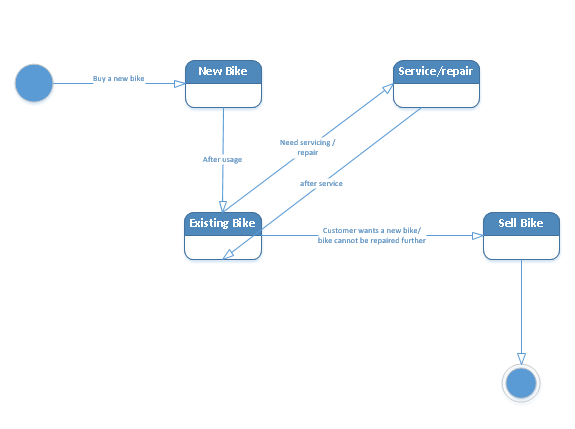 New Bike
Service/repair
Buy a new bike
Need servicing /
repair
After usage
after service
Existing Bike
Sell Bike
Customer wants a new bike/
bike cannot be repaired further